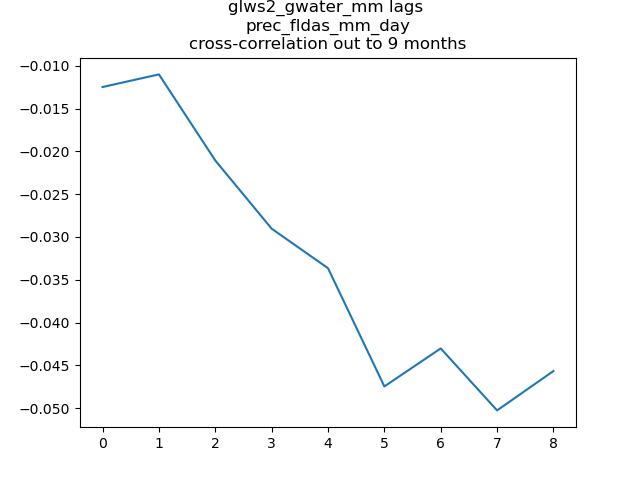 glws2_gwater_mm lags
prec_fldas_mm_day
cross-correlation out to 9 months
−0.010
−0.015
−0.020
−0.025
−0.030
−0.035
−0.040
−0.045
−0.050
0 1 2 3 4 5 6 7 8